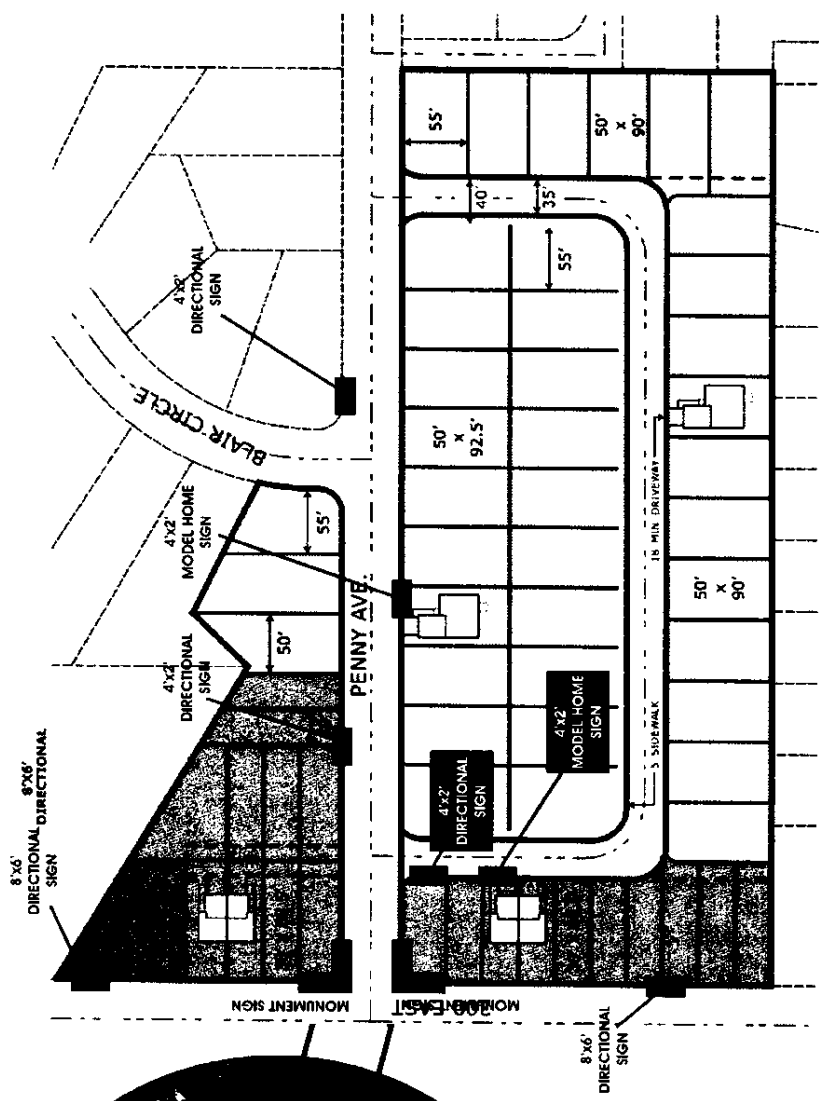 55'
50'
x
90'
40'
35'
55'
4'x2'
DIRECTIONAL
SIGN
BLAIR CIRCLE
50'
x
92.5'
4'x2'
MODEL HOME
SIGN
55'
18 MIN DRIVEWAY
50'
x
90'
PENNY AVE.
50'
4'x2'
DIRECTIONAL
SIGN
4'x2'
MODEL HOME
SIGN
5 SIDEWALK
8'X6'
DIRECTIONAL
4'x2'
DIRECTIONAL
SIGN
8'x6'
DIRECTIONAL
SIGN
MONUMENT SIGN
MONUMENT SIGN
EAST
8'x6'
DIRECTIONAL
SIGN